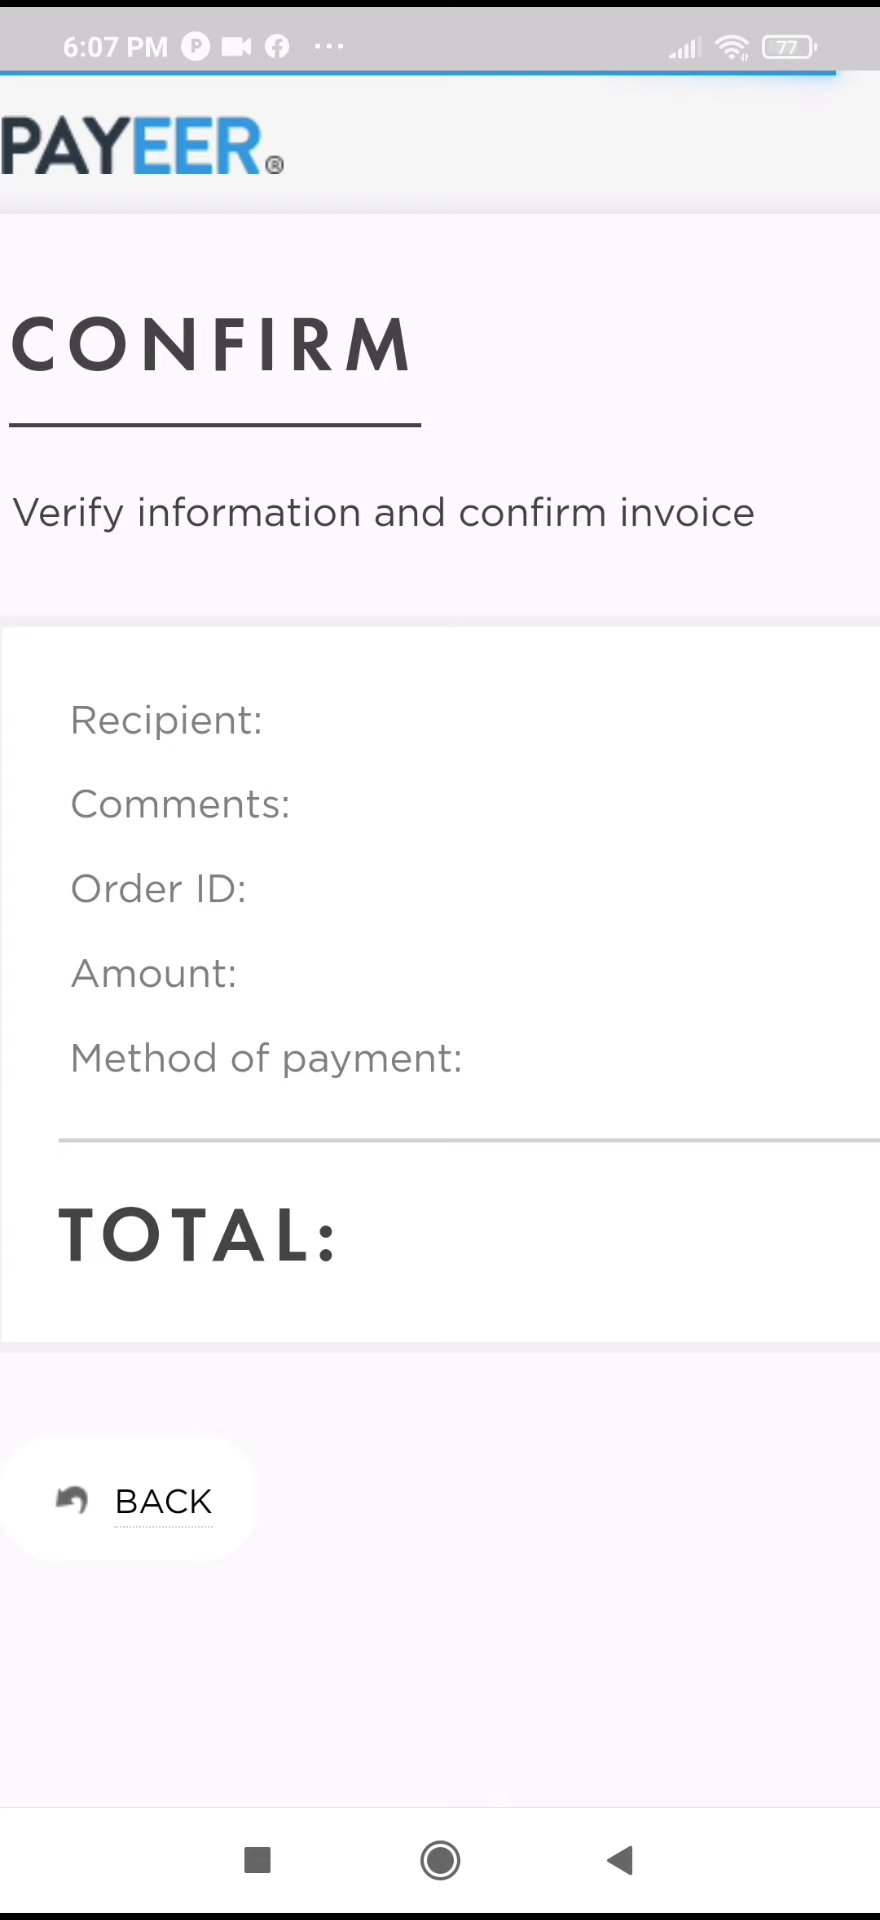 6:07 PM P 77
PAYEER®
CONFIRM
Verify information and confirm invoice
Recipient:
Comments:
Order ID:
Amount:
Method of payment:
TOTAL:
BACK